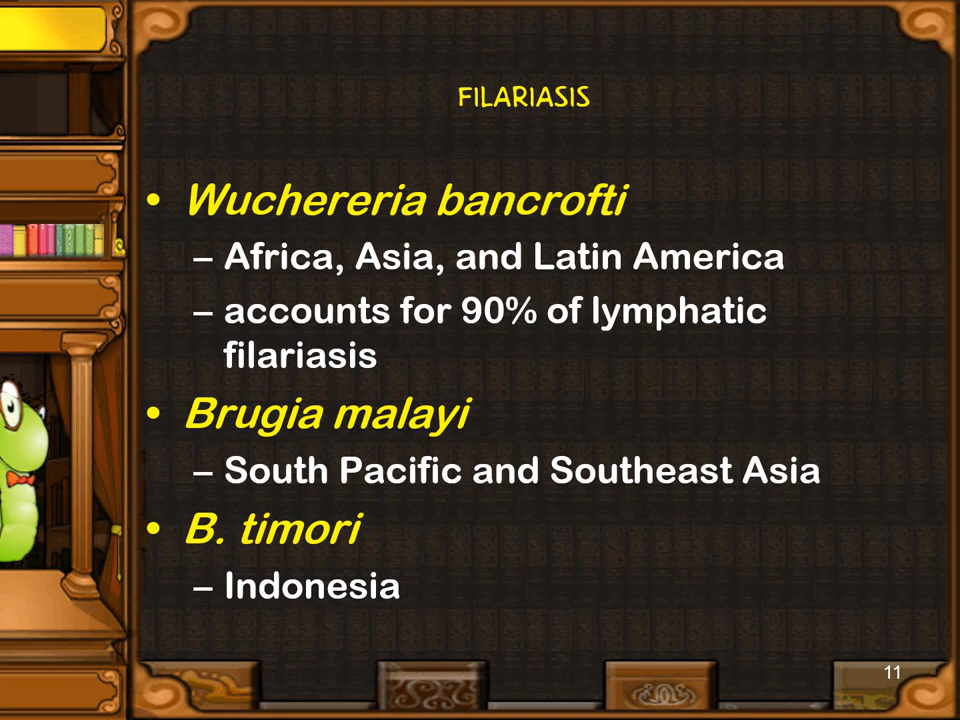 FILARIASIS
• Wuchereria bancrofti
– Africa, Asia, and Latin America
– accounts for 90% of lymphatic
filariasis
• Brugia malayi
– South Pacific and Southeast Asia
• B. timori
– Indonesia
11